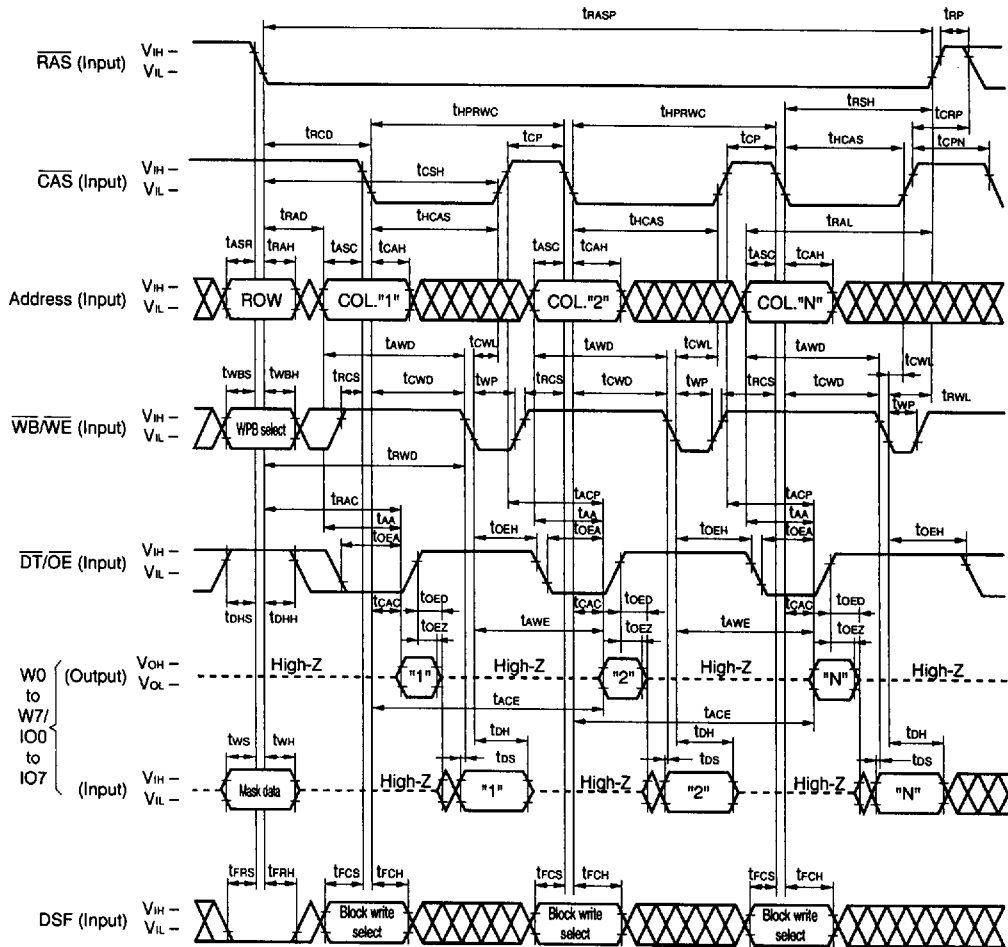 tRASP tRP
RAS (Input) VIH – VIL –
tHPRWC tHPRWC tRSH
tRCD tCP tCP tHCAS tCRP tCPN
CAS (Input) VIH – VIL –
tCSH
tRAD tHCAS tHCAS tRAL
tASR tRAH tASC tCAH tASC tCAH tASC tCAH
Address (Input) VIH – VIL – ROW COL."1" COL."2" COL."N"
tAWD tCWL tAWD tCWL tAWD tCWL
tWBS tWBH tRCS tCWD tWP tRCS tCWD tWP tRCS tCWD tWP tRWL
WB/WE (Input) VIH – VIL – WPB select
tRWD
tRAC tACP tACP
tAA tAA tAA
tOEA tOEH tOEA tOEH tOEA tOEH
DT/OE (Input) VIH – VIL –
tDHS tDHH tCAC tOED tCAC tOED tCAC tOED
tOEZ tAWE tOEZ tAWE tOEZ
W0 to W7/ IO0 to IO7
(Output) VOH – VOL – High-Z "1" High-Z "2" High-Z "N" High-Z
tACE tACE
tWS tWH tDH tDH tDH
tDS tDS tDS
(Input) VIH – VIL – Mask data High-Z "1" High-Z "2" High-Z "N"
tFRS tFRH tFCS tFCH tFCS tFCH tFCS tFCH
DSF (Input) VIH – VIL – Block write select Block write select Block write select